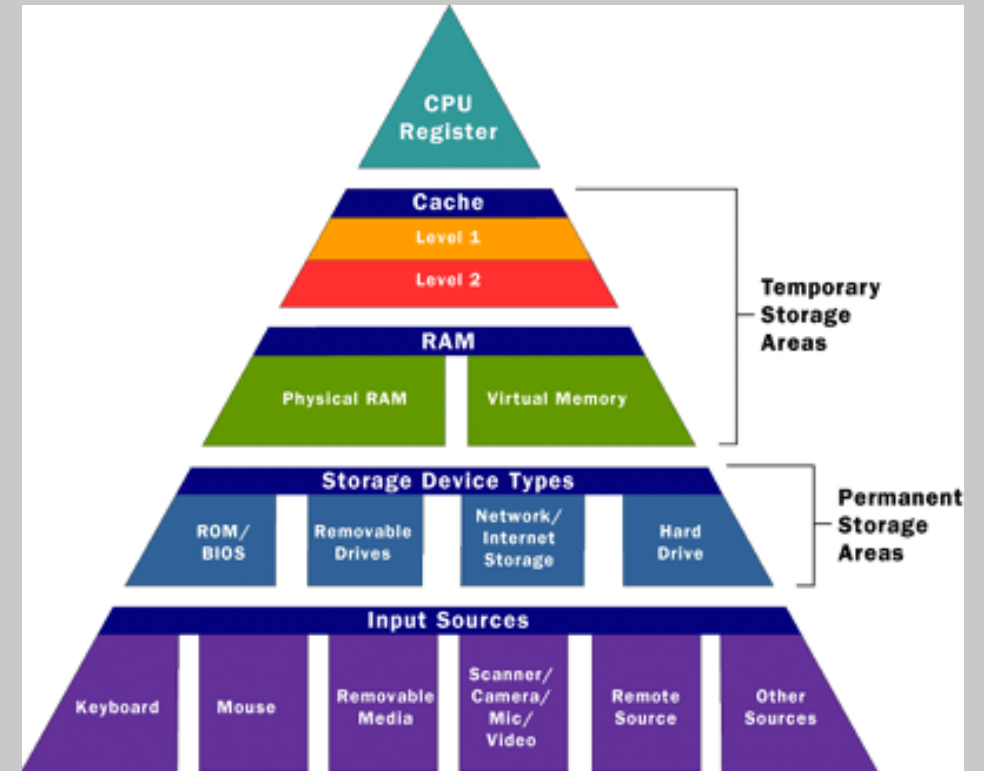 CPU
Register
Cache
Level 1
Level 2
Temporary
Storage
Areas
RAM
Physical RAM
Virtual Memory
Storage Device Types
ROM/
BIOS
Removable
Drives
Network/
Internet
Storage
Hard
Drive
Permanent
Storage
Areas
Input Sources
Keyboard
Mouse
Removable
Media
Scanner/
Camera/
Mic/
Video
Remote
Source
Other
Sources